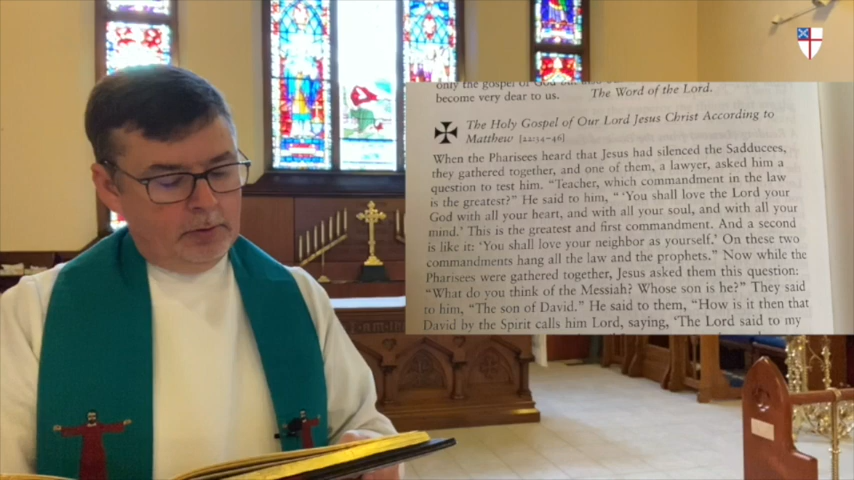 only the gospel of God but also
become very dear to us. The Word of the Lord.
The Holy Gospel of Our Lord Jesus Christ According to
Matthew [22:34–46]
When the Pharisees heard that Jesus had silenced the Sadducees,
they gathered together, and one of them, a lawyer, asked him a
question to test him. “Teacher, which commandment in the law
is the greatest?” He said to him, “ ‘You shall love the Lord your
God with all your heart, and with all your soul, and with all your
mind.’ This is the greatest and first commandment. And a second
is like it: ‘You shall love your neighbor as yourself.’ On these two
commandments hang all the law and the prophets.” Now while the
Pharisees were gathered together, Jesus asked them this question:
“What do you think of the Messiah? Whose son is he?” They said
to him, “The son of David.” He said to them, “How is it then that
David by the Spirit calls him Lord, saying, ‘The Lord said to my